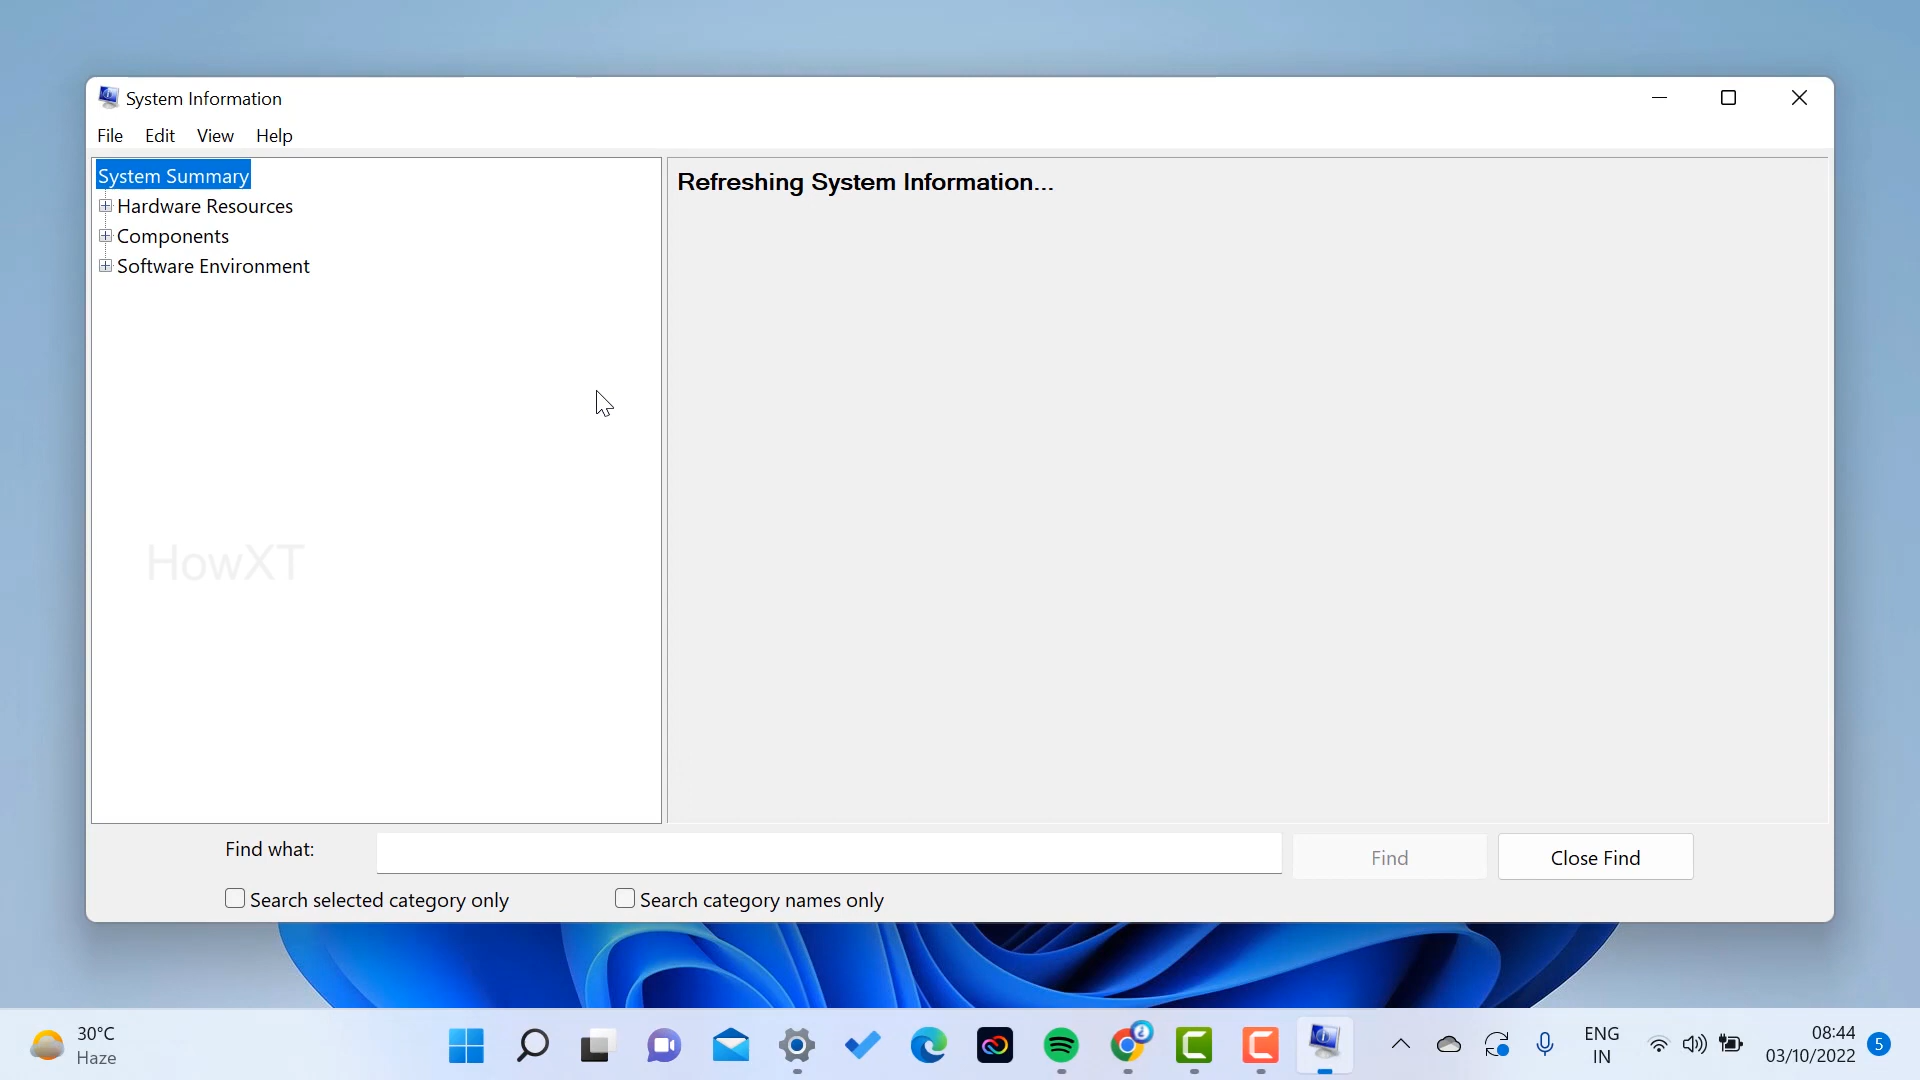 System Information
File Edit View Help
System Summary
Hardware Resources
Components
Software Environment
Refreshing System Information...
HowXT
Find what:
Find
Close Find
Search selected category only
Search category names only
30°C
Haze
ENG
IN
08:44
03/10/2022
5